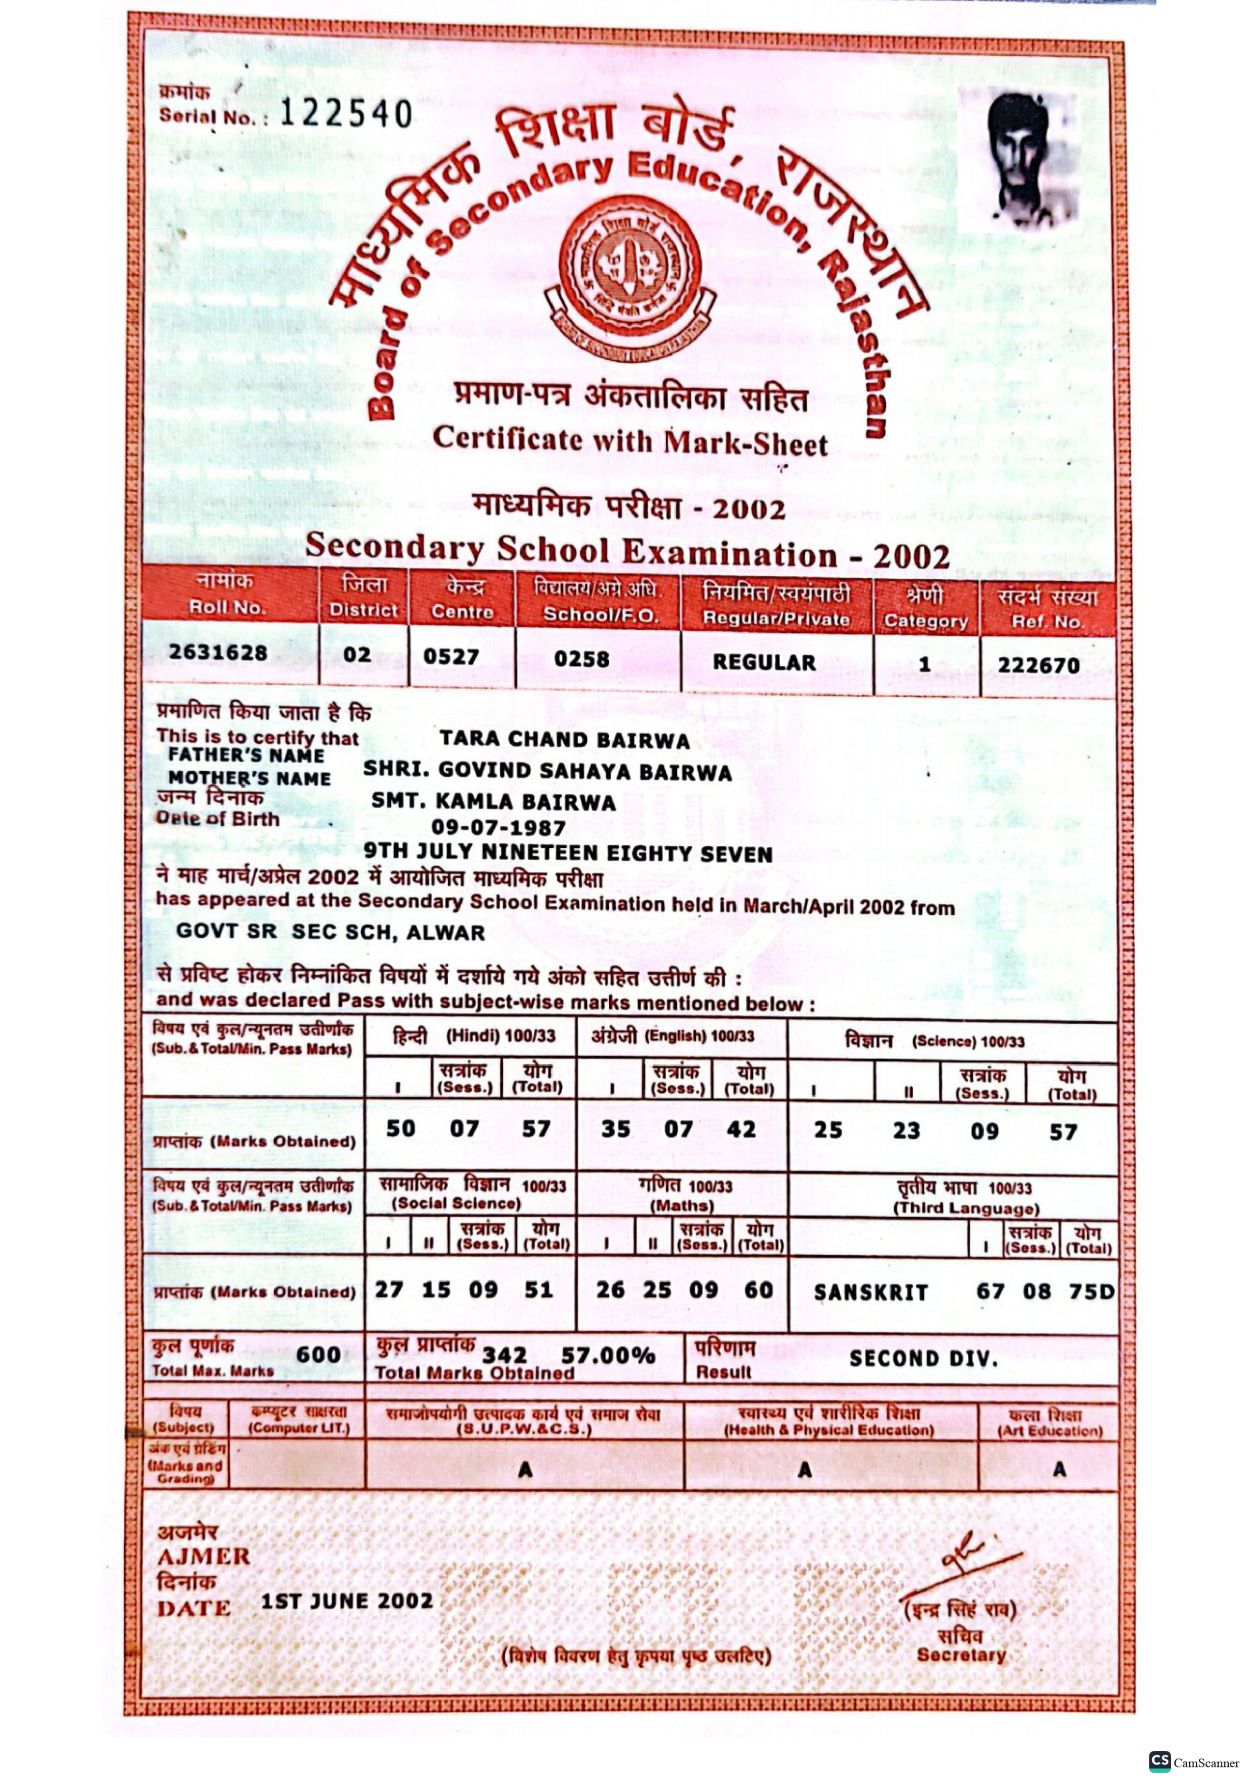 क्रमांक
Serial No. : 122540
माध्यमिक शिक्षा बोर्ड, राजस्थान
Board of Secondary Education, Rajasthan
प्रमाण-पत्र अंकतालिका सहित
Certificate with Mark-Sheet
माध्यमिक परीक्षा - 2002
Secondary School Examination - 2002
नामांक जिला केन्द्र विद्यालय/अग्रे.अधि. नियमित/स्वयंपाठी श्रेणी संदर्भ संख्या
Roll No. District Centre School/F.O. Regular/Private Category Ref. No.
2631628 02 0527 0258 REGULAR 1 222670
प्रमाणित किया जाता है कि
This is to certify that TARA CHAND BAIRWA
FATHER'S NAME SHRI. GOVIND SAHAYA BAIRWA
MOTHER'S NAME SMT. KAMLA BAIRWA
जन्म दिनांक
Date of Birth 09-07-1987
9TH JULY NINETEEN EIGHTY SEVEN
ने माह मार्च/अप्रेल 2002 में आयोजित माध्यमिक परीक्षा
has appeared at the Secondary School Examination held in March/April 2002 from
GOVT SR SEC SCH, ALWAR
से प्रविष्ट होकर निम्नांकित विषयों में दर्शाये गये अंको सहित उत्तीर्ण की :
and was declared Pass with subject-wise marks mentioned below :
विषय एवं कुल/न्यूनतम उतीर्णांक हिन्दी (Hindi) 100/33 अंग्रेजी (English) 100/33 विज्ञान (Science) 100/33
(Sub. & Total/Min. Pass Marks)
सत्रांक योग सत्रांक योग सत्रांक योग
I (Sess.) (Total) I (Sess.) (Total) I II (Sess.) (Total)
प्राप्तांक (Marks Obtained) 50 07 57 35 07 42 25 23 09 57
विषय एवं कुल/न्यूनतम उतीर्णांक सामाजिक विज्ञान 100/33 गणित 100/33 तृतीय भाषा 100/33
(Sub. & Total/Min. Pass Marks) (Social Science) (Maths) (Third Language)
सत्रांक योग सत्रांक योग सत्रांक योग
I II (Sess.) (Total) I II (Sess.) (Total) I (Sess.) (Total)
प्राप्तांक (Marks Obtained) 27 15 09 51 26 25 09 60 SANSKRIT 67 08 75D
कुल पूर्णांक 600 कुल प्राप्तांक 342 57.00% परिणाम SECOND DIV.
Total Max. Marks Total Marks Obtained Result
विषय कम्प्यूटर साक्षरता समाजोपयोगी उत्पादक कार्य एवं समाज सेवा स्वास्थ्य एवं शारीरिक शिक्षा कला शिक्षा
(Subject) (Computer LIT.) (S.U.P.W.&C.S.) (Health & Physical Education) (Art Education)
अंक एवं ग्रेडिंग
(Marks and Grading) A A A
अजमेर
AJMER
दिनांक
DATE 1ST JUNE 2002
(इन्द्र सिंह राव)
सचिव
Secretary
(विशेष विवरण हेतु कृपया पृष्ठ उलटिए)
CS CamScanner